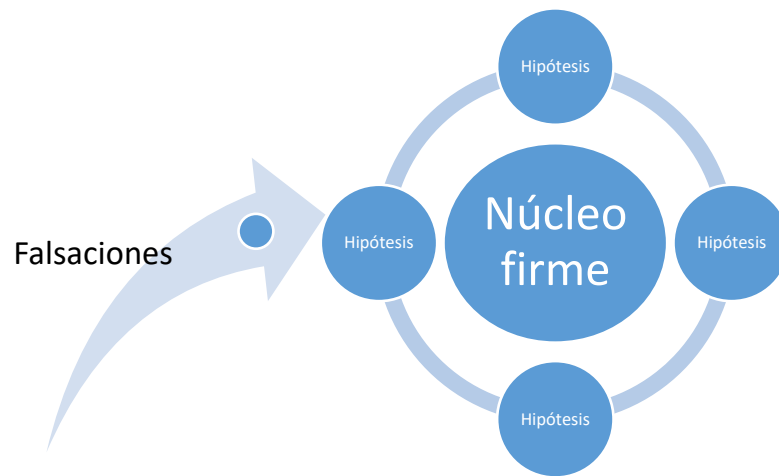 Hipótesis
Falsaciones
Hipótesis
Núcleo
firme
Hipótesis
Hipótesis